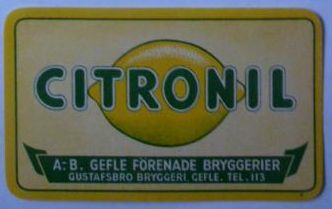 CITRONIL
A.-B. GEFLE FÖRENADE BRYGGERIER
GUSTAFSBRO BRYGGERI, GEFLE. TEL. 113